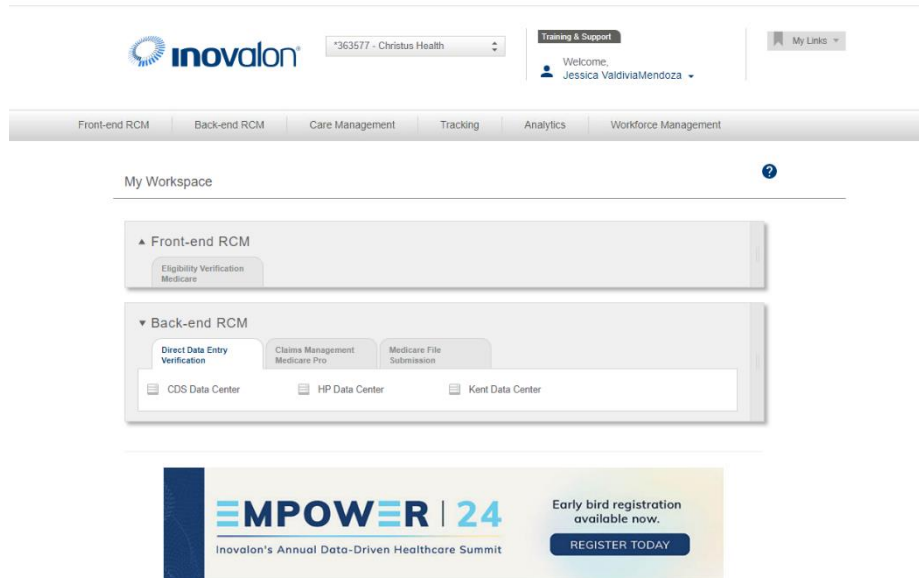 inovalon
*363577 - Christus Health
Training & Support
Welcome,
Jessica ValdiviaMendoza
My Links
Front-end RCM
Back-end RCM
Care Management
Tracking
Analytics
Workforce Management
My Workspace
?
Front-end RCM
Eligibility Verification
Medicare
Back-end RCM
Direct Data Entry
Verification
Claims Management
Medicare Pro
Medicare File
Submission
CDS Data Center
HP Data Center
Kent Data Center
EMPOWER | 24
Inovalon's Annual Data-Driven Healthcare Summit
Early bird registration
available now.
REGISTER TODAY